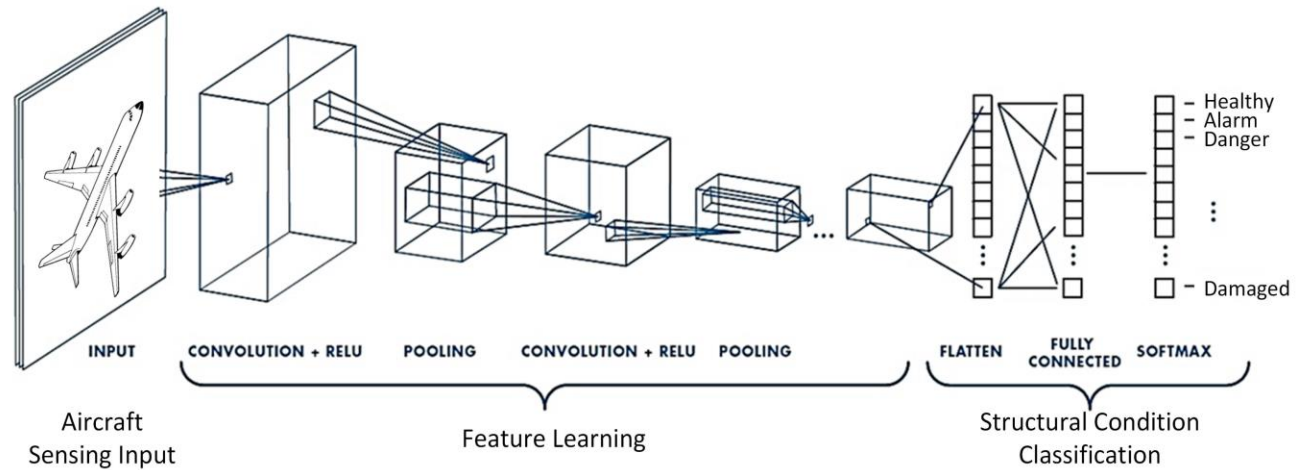 Healthy
Alarm
Danger
Damaged
INPUT
CONVOLUTION + RELU
POOLING
CONVOLUTION + RELU
POOLING
FLATTEN
FULLY
CONNECTED
SOFTMAX
Aircraft
Sensing Input
Feature Learning
Structural Condition
Classification